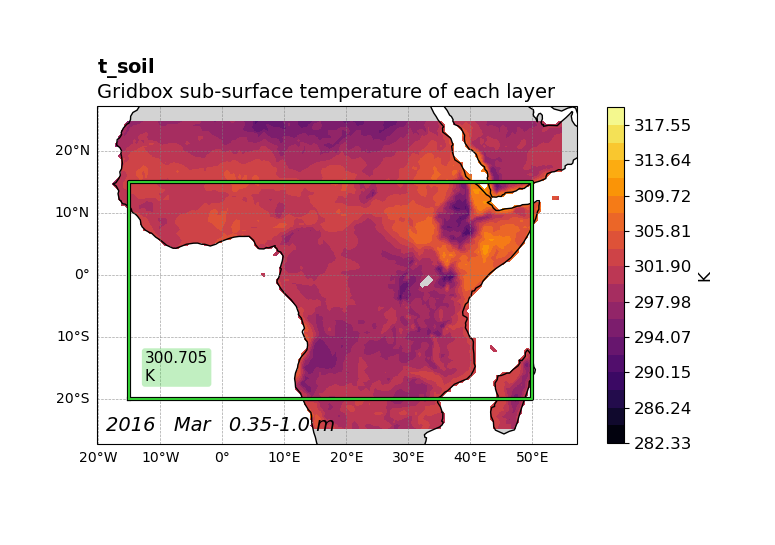 t_soil
Gridbox sub-surface temperature of each layer
20°N
10°N
0°
10°S
20°S
300.705
K
2016 Mar 0.35-1.0 m
20°W 10°W 0° 10°E 20°E 30°E 40°E 50°E
317.55
313.64
309.72
305.81
301.90
297.98
294.07
290.15
286.24
282.33
K